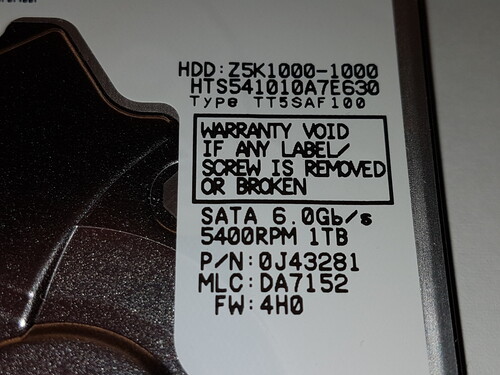 HDD:Z5K1000-1000
HTS541010A7E630
Type TT5SAF100
WARRANTY VOID
IF ANY LABEL/
SCREW IS REMOVED
OR BROKEN
SATA 6.0Gb/s
5400RPM 1TB
P/N:0J43281
MLC:DA7152
FW:4H0